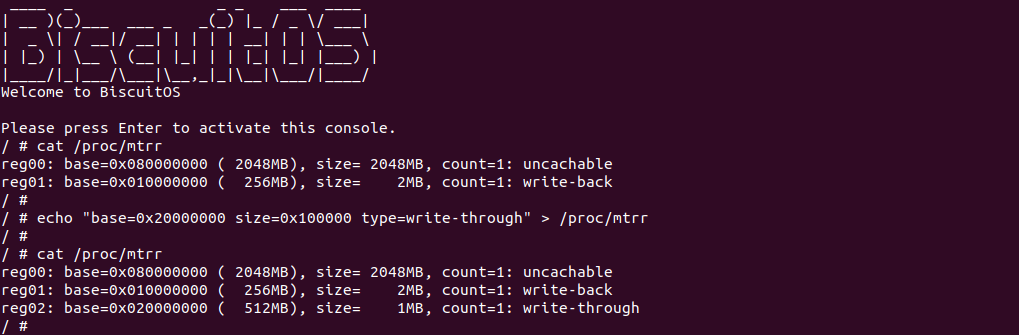 ____  _                _ _    ___  ____
| __ )(_)___  ___ _   _(_) |_ / _ \/ ___|
|  _ \| / __|/ __| | | | | __| | | \___ \
| |_) | \__ \ (__| |_| | | |_| |_| |___) |
|____/|_|___/\___|\__,_|_|\__|\___/|____/
Welcome to BiscuitOS

Please press Enter to activate this console.
/ # cat /proc/mtrr
reg00: base=0x080000000 ( 2048MB), size= 2048MB, count=1: uncachable
reg01: base=0x010000000 (  256MB), size=    2MB, count=1: write-back
/ #
/ # echo "base=0x20000000 size=0x100000 type=write-through" > /proc/mtrr
/ #
/ # cat /proc/mtrr
reg00: base=0x080000000 ( 2048MB), size= 2048MB, count=1: uncachable
reg01: base=0x010000000 (  256MB), size=    2MB, count=1: write-back
reg02: base=0x020000000 (  512MB), size=    1MB, count=1: write-through
/ #